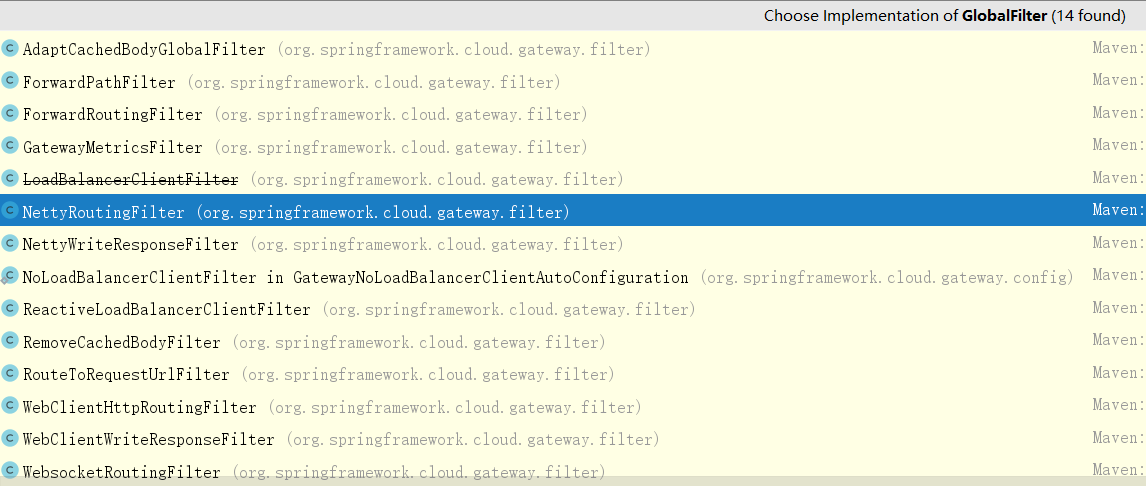 Choose Implementation of GlobalFilter (14 found)
C AdaptCachedBodyGlobalFilter (org.springframework.cloud.gateway.filter) Maven:
C ForwardPathFilter (org.springframework.cloud.gateway.filter) Maven:
C ForwardRoutingFilter (org.springframework.cloud.gateway.filter) Maven:
C GatewayMetricsFilter (org.springframework.cloud.gateway.filter) Maven:
C LoadBalancerClientFilter (org.springframework.cloud.gateway.filter) Maven:
C NettyRoutingFilter (org.springframework.cloud.gateway.filter) Maven:
C NettyWriteResponseFilter (org.springframework.cloud.gateway.filter) Maven:
C NoLoadBalancerClientFilter in GatewayNoLoadBalancerClientAutoConfiguration (org.springframework.cloud.gateway.config) Maven:
C ReactiveLoadBalancerClientFilter (org.springframework.cloud.gateway.filter) Maven:
C RemoveCachedBodyFilter (org.springframework.cloud.gateway.filter) Maven:
C RouteToRequestUrlFilter (org.springframework.cloud.gateway.filter) Maven:
C WebClientHttpRoutingFilter (org.springframework.cloud.gateway.filter) Maven:
C WebClientWriteResponseFilter (org.springframework.cloud.gateway.filter) Maven:
C WebsocketRoutingFilter (org.springframework.cloud.gateway.filter) Maven: